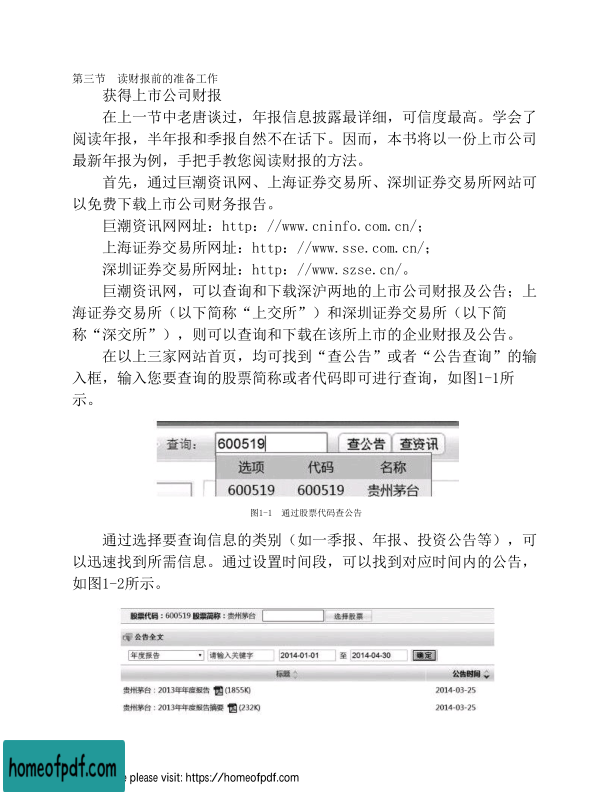 第三节　读财报前的准备工作
获得上市公司财报
在上一节中老唐谈过，年报信息披露最详细，可信度最高。学会了
阅读年报，半年报和季报自然不在话下。因而，本书将以一份上市公司
最新年报为例，手把手教您阅读财报的方法。
首先，通过巨潮资讯网、上海证券交易所、深圳证券交易所网站可
以免费下载上市公司财务报告。
巨潮资讯网网址：http：//www.cninfo.com.cn/；
上海证券交易所网址：http：//www.sse.com.cn/；
深圳证券交易所网址：http：//www.szse.cn/。
巨潮资讯网，可以查询和下载深沪两地的上市公司财报及公告；上
海证券交易所（以下简称“上交所”）和深圳证券交易所（以下简
称“深交所”），则可以查询和下载在该所上市的企业财报及公告。
在以上三家网站首页，均可找到“查公告”或者“公告查询”的输
入框，输入您要查询的股票简称或者代码即可进行查询，如图1-1所
示。
查询： 600519 查公告 查资讯
选项 代码 名称
600519 600519 贵州茅台
图1-1　通过股票代码查公告
通过选择要查询信息的类别（如一季报、年报、投资公告等），可
以迅速找到所需信息。通过设置时间段，可以找到对应时间内的公告，
如图1-2所示。
股票代码：600519 股票简称：贵州茅台 选择股票
公告全文
年度报告 请输入关键字 2014-01-01 至 2014-04-30 确定
标题 公告时间
贵州茅台：2013年年度报告 (1855K) 2014-03-25
贵州茅台：2013年年度报告摘要 (232K) 2014-03-25
homeofpdf.com
please visit: https://homeofpdf.com